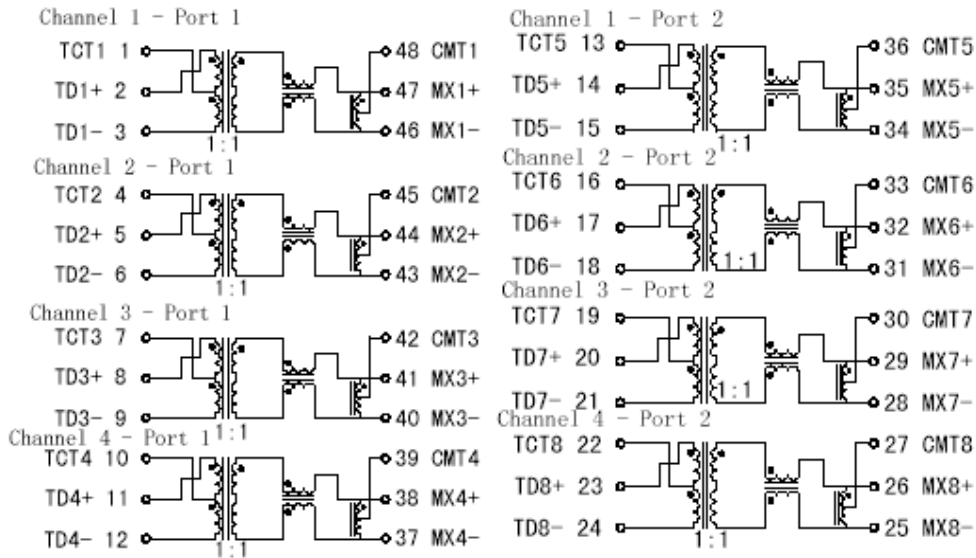 Channel 1 - Port 1
TCT1 1
48 CMT1
TD1+ 2
47 MX1+
TD1- 3
46 MX1-
1:1
Channel 2 - Port 1
TCT2 4
45 CMT2
TD2+ 5
44 MX2+
TD2- 6
43 MX2-
1:1
Channel 3 - Port 1
TCT3 7
42 CMT3
TD3+ 8
41 MX3+
TD3- 9
40 MX3-
1:1
Channel 4 - Port 1
TCT4 10
39 CMT4
TD4+ 11
38 MX4+
TD4- 12
37 MX4-
1:1
Channel 1 - Port 2
TCT5 13
36 CMT5
TD5+ 14
35 MX5+
TD5- 15
34 MX5-
1:1
Channel 2 - Port 2
TCT6 16
33 CMT6
TD6+ 17
32 MX6+
TD6- 18
31 MX6-
1:1
Channel 3 - Port 2
TCT7 19
30 CMT7
TD7+ 20
29 MX7+
TD7- 21
28 MX7-
1:1
Channel 4 - Port 2
TCT8 22
27 CMT8
TD8+ 23
26 MX8+
TD8- 24
25 MX8-
1:1